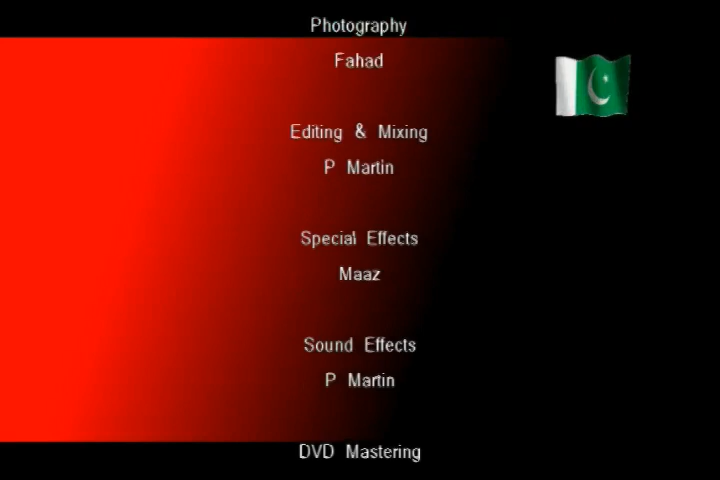 Photography
Fahad
Editing & Mixing
P Martin
Special Effects
Maaz
Sound Effects
P Martin
DVD Mastering